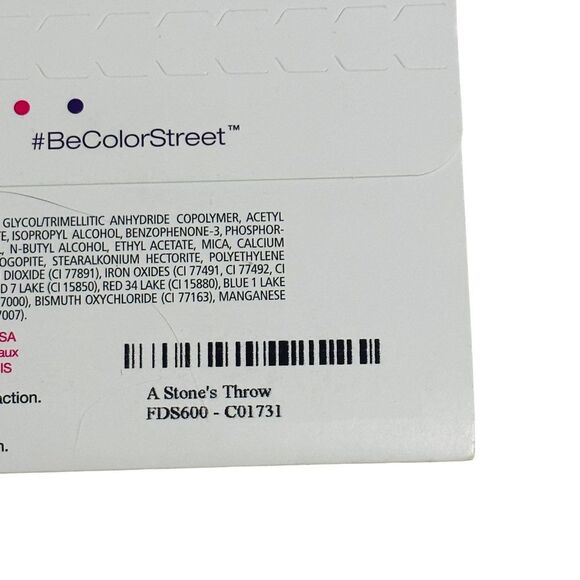 #BeColorStreet™
GLYCOL/TRIMELLITIC ANHYDRIDE COPOLYMER, ACETYL
TE, ISOPROPYL ALCOHOL, BENZOPHENONE-3, PHOSPHOR-
L, N-BUTYL ALCOHOL, ETHYL ACETATE, MICA, CALCIUM
OGOPITE, STEARALKONIUM HECTORITE, POLYETHYLENE
DIOXIDE (CI 77891), IRON OXIDES (CI 77491, CI 77492, CI
D 7 LAKE (CI 15850), RED 34 LAKE (CI 15880), BLUE 1 LAKE
7000), BISMUTH OXYCHLORIDE (CI 77163), MANGANESE
7007).
SA
aux
IS
action.
n.
A Stone's Throw
FDS600 - C01731